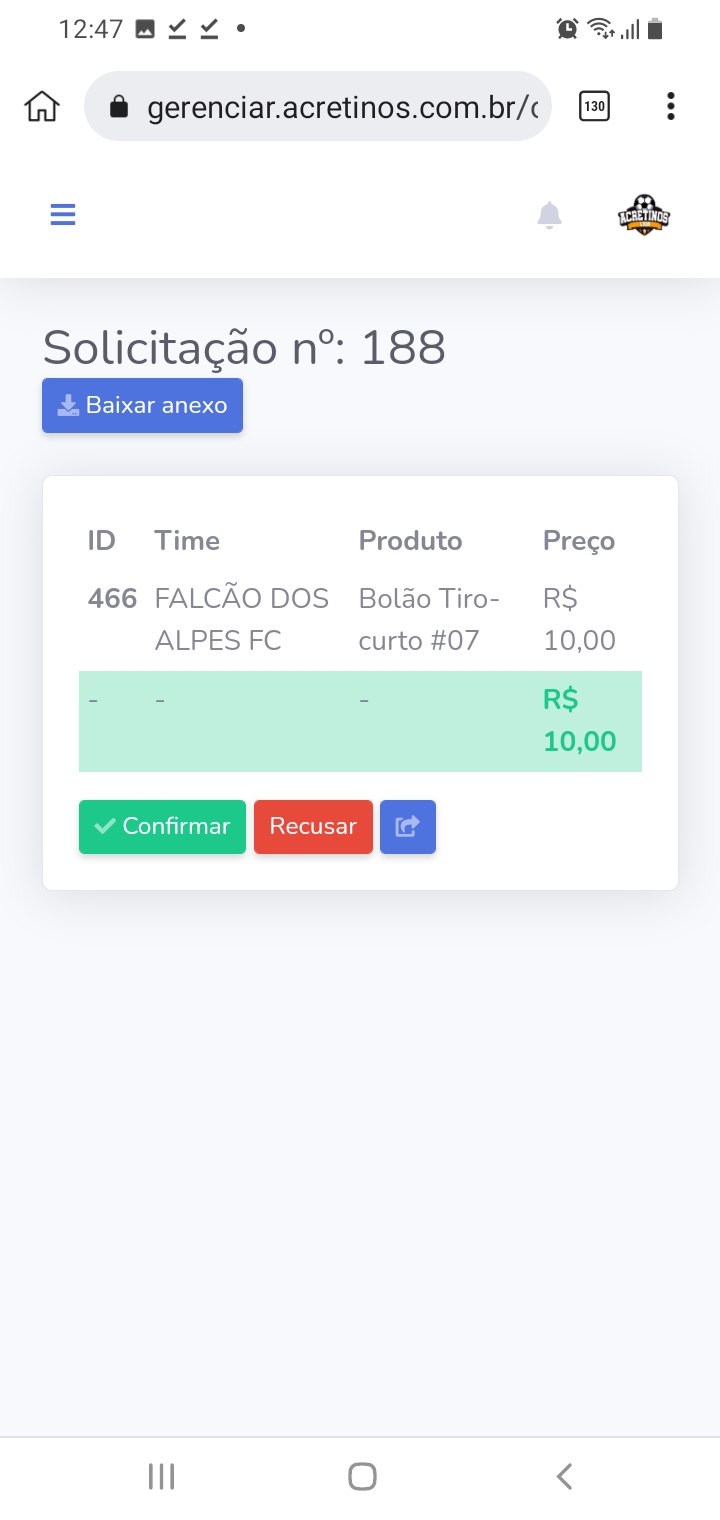 12:47
gerenciar.acretinos.com.br/
130
ACRETINOS
Solicitação nº: 188
Baixar anexo
ID Time Produto Preço
466 FALCÃO DOS Bolão Tiro- R$
ALPES FC curto #07 10,00
- - - R$
10,00
Confirmar Recusar